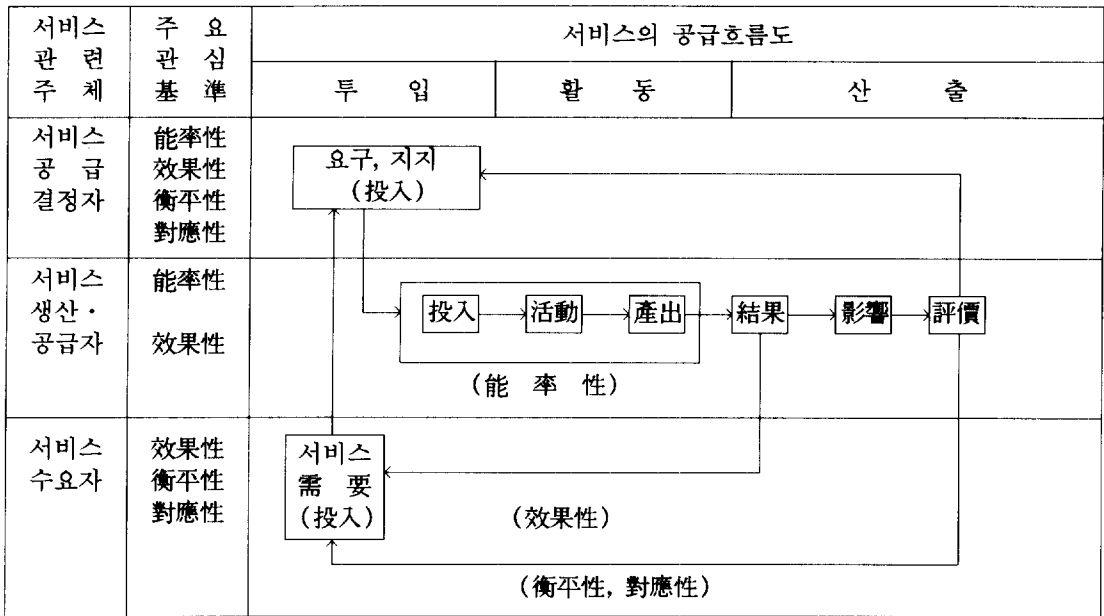 서비스 관 련 주 체
주 요 관 심 基 準
서비스의 공급흐름도
투 입
활 동
산 출
서비스 공 급 결정자
能率性
效果性
衡平性
對應性
요구, 지지
(投入)
서비스 생산· 공급자
能率性
效果性
投入
活動
產出
結果
影響
評價
(能 率 性)
서비스 수요자
效果性
衡平性
對應性
서비스
需 要
(投入)
(效果性)
(衡平性, 對應性)